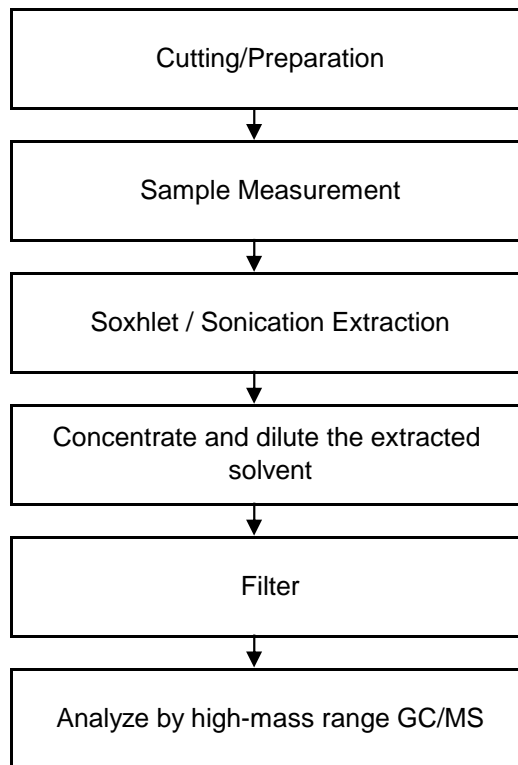 Cutting/Preparation
Sample Measurement
Soxhlet / Sonication Extraction
Concentrate and dilute the extracted
solvent
Filter
Analyze by high-mass range GC/MS